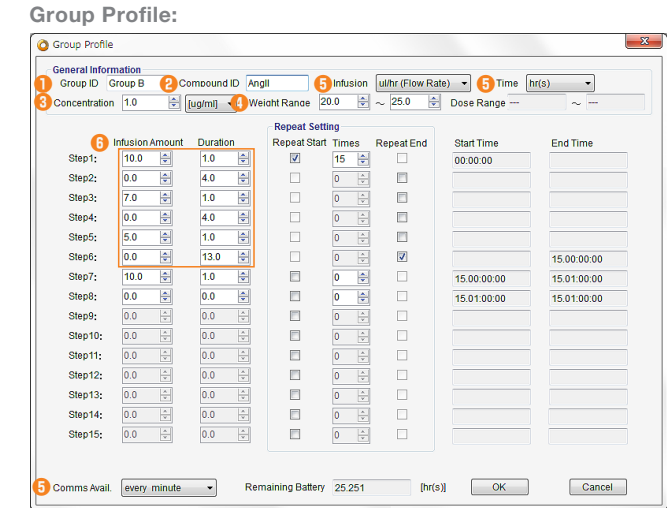 Group Profile:
Group Profile
General Information
1 Group ID Group B 2 Compound ID AngII 5 Infusion ul/hr (Flow Rate) 5 Time hr(s)
3 Concentration 1.0 [ug/ml] 4 Weight Range 20.0 ~ 25.0 Dose Range --- ~ ---
Repeat Setting
6 Infusion Amount Duration Repeat Start Times Repeat End Start Time End Time
Step1: 10.0 1.0 15 00:00:00
Step2: 0.0 4.0 0
Step3: 7.0 1.0 0
Step4: 0.0 4.0 0
Step5: 5.0 1.0 0
Step6: 0.0 13.0 0 15.00:00:00
Step7: 10.0 1.0 0 15.00:00:00 15.01:00:00
Step8: 0.0 0.0 0 15.01:00:00 15.01:00:00
Step9: 0.0 0.0 0
Step10: 0.0 0.0 0
Step11: 0.0 0.0 0
Step12: 0.0 0.0 0
Step13: 0.0 0.0 0
Step14: 0.0 0.0 0
Step15: 0.0 0.0 0
5 Comms Avail. every minute Remaining Battery 25.251 [hr(s)] OK Cancel